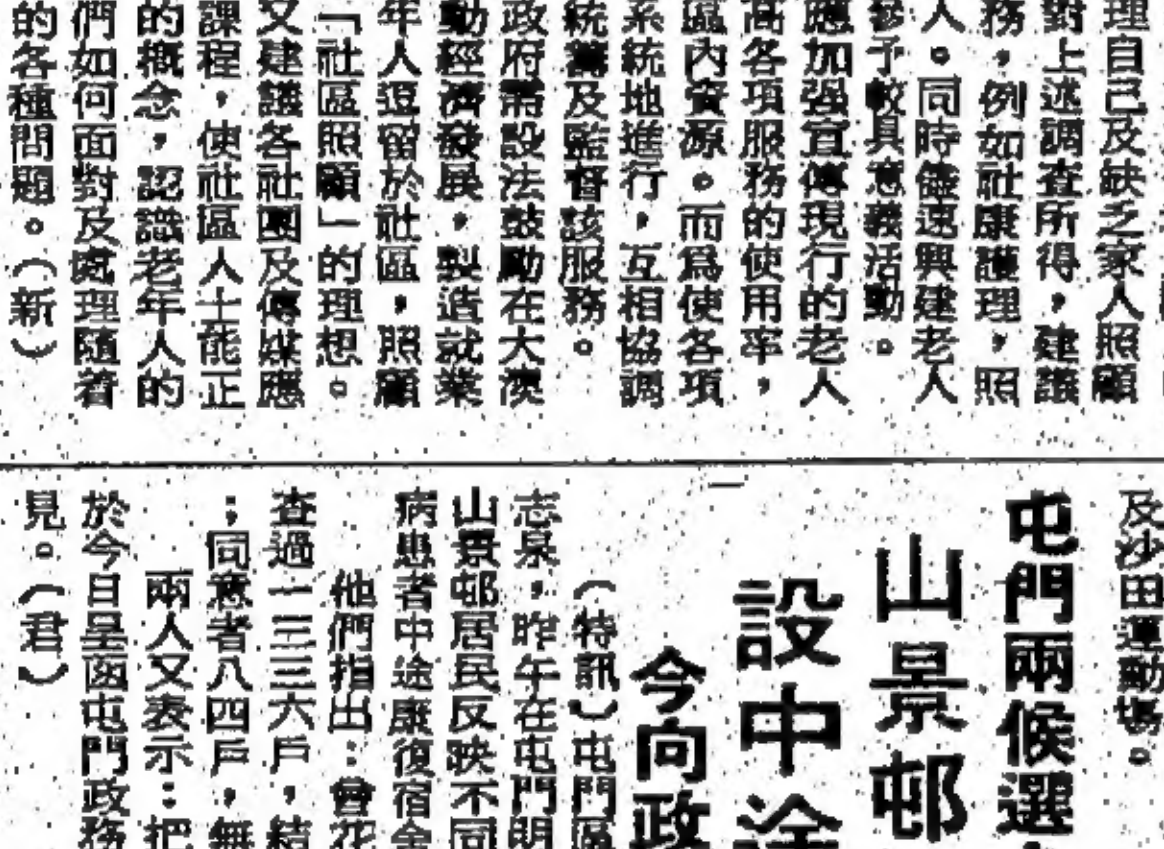 理自己及缺乏家人照顧
對上述調查所得，建議
務，例如社康護理，照
人。同時儘速興建老人
參予較具意義活動。
應加强宣傳現行的老人
高各項服務的使用率，
區內資源。而爲使各項
系統地進行，互相協調
統籌及監督該服務。
政府需設法鼓勵在大澳
動經濟發展，製造就業
年人逗留於社區，照顧
「社區照顧」的理想。
又建議各社團及傳媒應
課程，使社區人士能正
的概念，認識老年人的
們如何面對及處理隨着
的各種問題。（新）
及沙田運動場。
屯門兩候選
山景邨
設中途
今向政
（特訊）屯門區
志泉，昨午在屯門明
山景邨居民反映不同
病患者中途康復宿舍
他們指出：曾花
查過一三三六戶，結
；同意者八四戶，無
兩人又表示：把
於今日呈函屯門政務
見。（君）